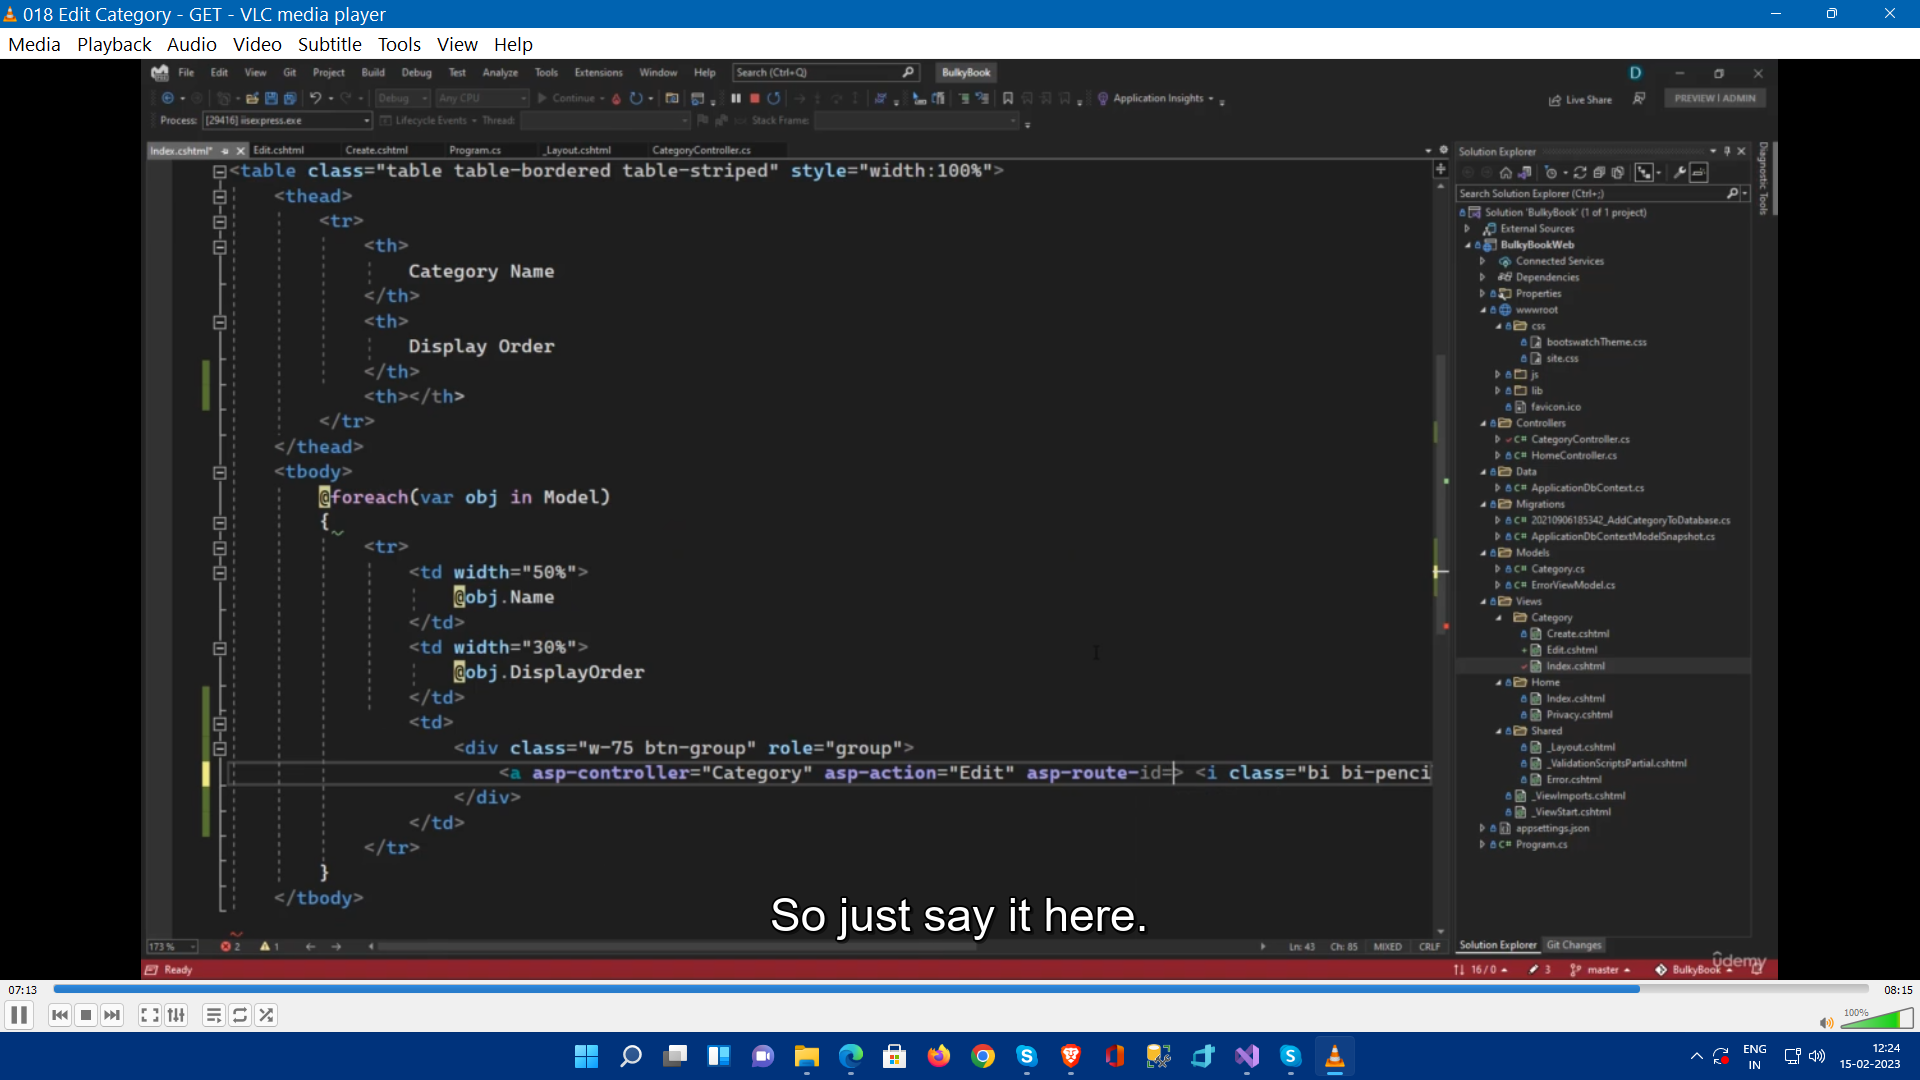 018 Edit Category - GET - VLC media player
Media Playback Audio Video Subtitle Tools View Help
File Edit View Git Project Build Debug Test Analyze Tools Extensions Window Help Search (Ctrl+Q) BulkyBook D
Debug Any CPU Continue Application Insights Live Share PREVIEW | ADMIN
Process: [29416] iisexpress.exe Lifecycle Events Thread: Stack Frame:
Index.cshtml* Edit.cshtml Create.cshtml Program.cs _Layout.cshtml CategoryController.cs
<table class="table table-bordered table-striped" style="width:100%">
<thead>
<tr>
<th>
Category Name
</th>
<th>
Display Order
</th>
<th></th>
</tr>
</thead>
<tbody>
@foreach(var obj in Model)
{
<tr>
<td width="50%">
@obj.Name
</td>
<td width="30%">
@obj.DisplayOrder
</td>
<td>
<div class="w-75 btn-group" role="group">
<a asp-controller="Category" asp-action="Edit" asp-route-id=> <i class="bi bi-penci
</div>
</td>
</tr>
}
</tbody>
So just say it here.
173 % 2 1 Ln: 43 Ch: 85 MIXED CRLF
Solution Explorer
Search Solution Explorer (Ctrl+;)
Solution 'BulkyBook' (1 of 1 project)
External Sources
BulkyBookWeb
Connected Services
Dependencies
Properties
wwwroot
css
bootswatchTheme.css
site.css
js
lib
favicon.ico
Controllers
CategoryController.cs
HomeController.cs
Data
ApplicationDbContext.cs
Migrations
20210906185342_AddCategoryToDatabase.cs
ApplicationDbContextModelSnapshot.cs
Models
Category.cs
ErrorViewModel.cs
Views
Category
Create.cshtml
Edit.cshtml
Index.cshtml
Home
Index.cshtml
Privacy.cshtml
Shared
_Layout.cshtml
_ValidationScriptsPartial.cshtml
Error.cshtml
_ViewImports.cshtml
_ViewStart.cshtml
appsettings.json
Program.cs
Solution Explorer Git Changes
Diagnostic Tools
udemy
Ready 16 / 0 3 master BulkyBook
07:13 08:15
100%
ENG
IN
12:24
15-02-2023